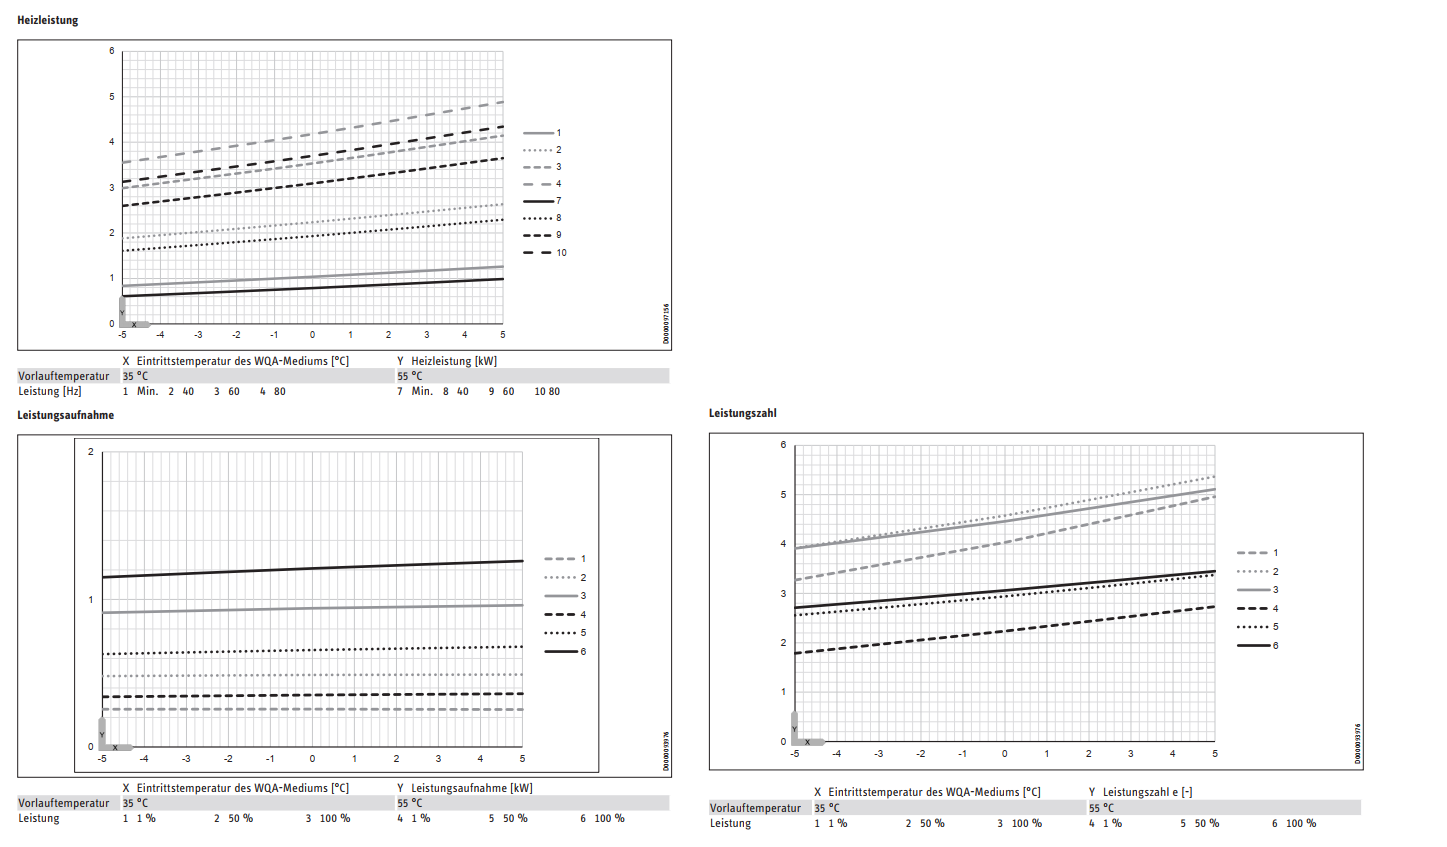 Heizleistung
6
5
4
3
2
1
0
Y
X
-5 -4 -3 -2 -1 0 1 2 3 4 5
1
2
3
4
7
8
9
10
D0000097156
X Eintrittstemperatur des WQA-Mediums [°C] Y Heizleistung [kW]
Vorlauftemperatur 35 °C 55 °C
Leistung [Hz] 1 Min. 2 40 3 60 4 80 7 Min. 8 40 9 60 10 80
Leistungsaufnahme
2
1
0
Y
X
-5 -4 -3 -2 -1 0 1 2 3 4 5
1
2
3
4
5
6
D0000093976
X Eintrittstemperatur des WQA-Mediums [°C] Y Leistungsaufnahme [kW]
Vorlauftemperatur 35 °C 55 °C
Leistung 1 1 % 2 50 % 3 100 % 4 1 % 5 50 % 6 100 %
Leistungszahl
6
5
4
3
2
1
0
Y
X
-5 -4 -3 -2 -1 0 1 2 3 4 5
1
2
3
4
5
6
D0000093976
X Eintrittstemperatur des WQA-Mediums [°C] Y Leistungszahl e [-]
Vorlauftemperatur 35 °C 55 °C
Leistung 1 1 % 2 50 % 3 100 % 4 1 % 5 50 % 6 100 %